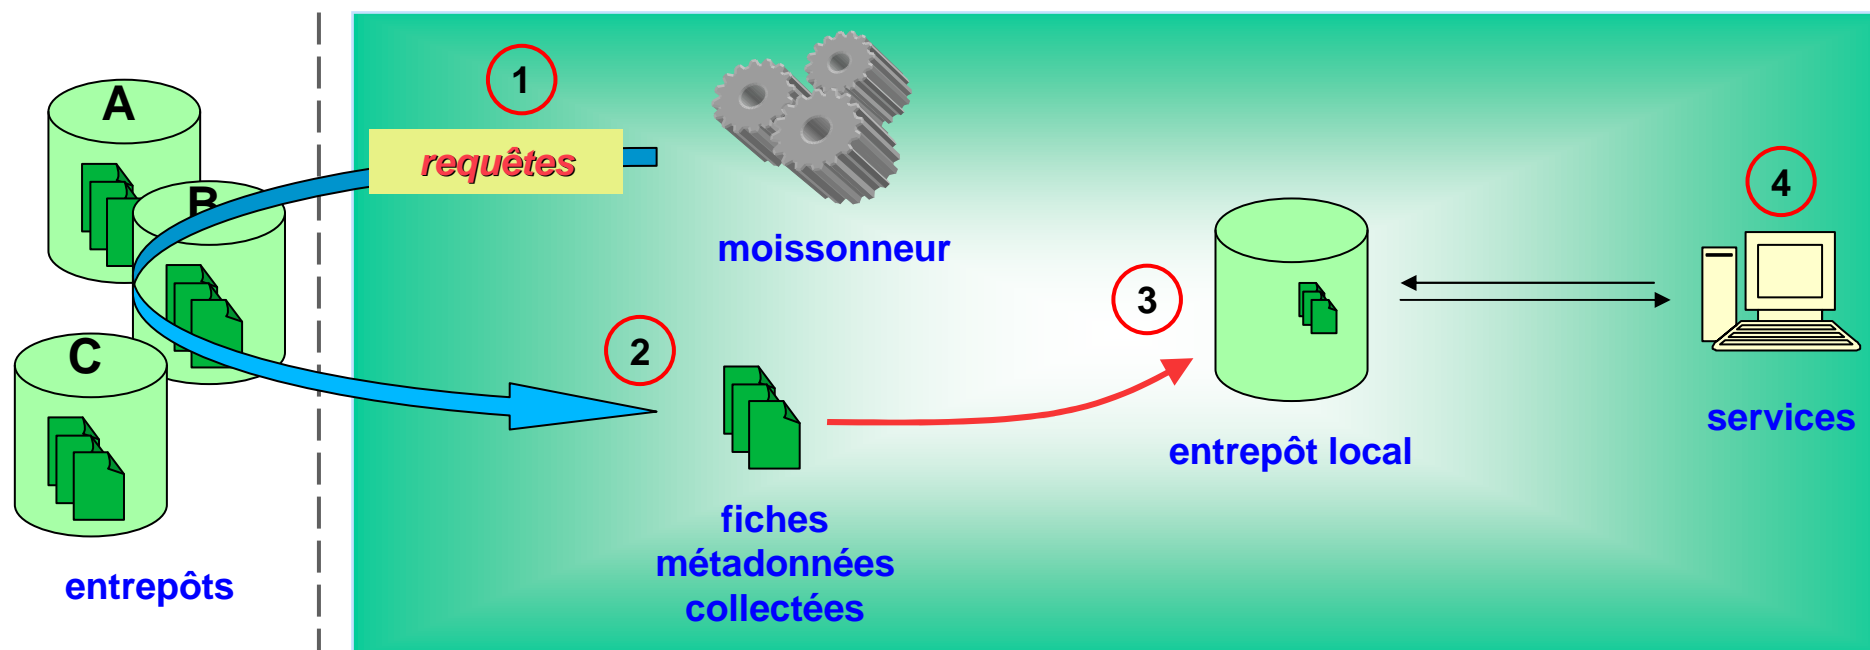 A
B
C
entrepôts
1
requêtes
moissonneur
2
fiches
métadonnées
collectées
3
entrepôt local
4
services